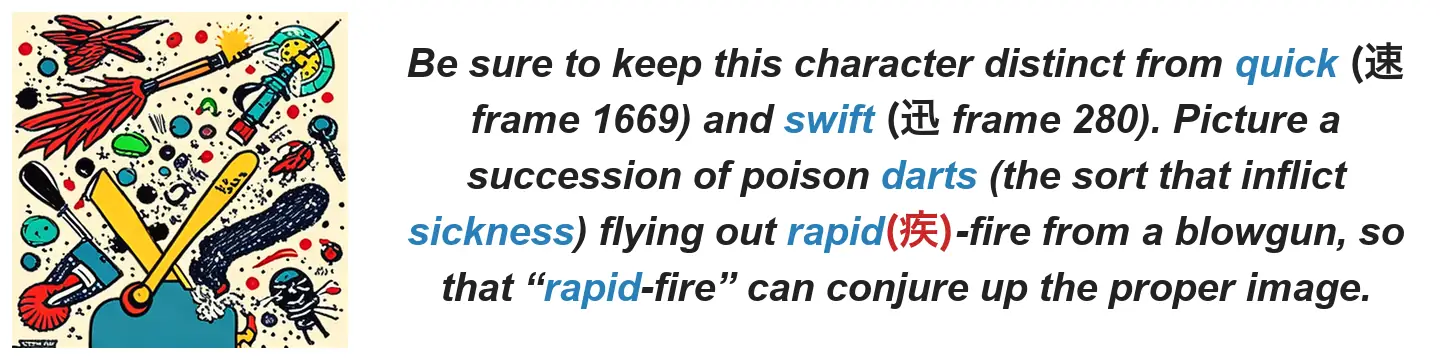 Be sure to keep this character distinct from quick (速
frame 1669) and swift (迅 frame 280). Picture a
succession of poison darts (the sort that inflict
sickness) flying out rapid(疾)-fire from a blowgun, so
that “rapid-fire” can conjure up the proper image.